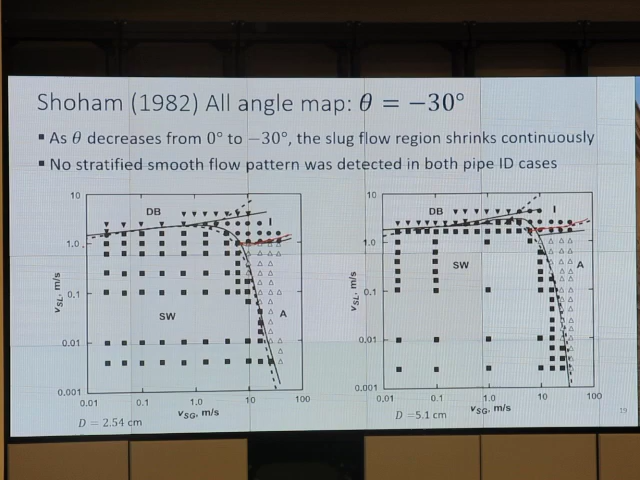 Shoham (1982) All angle map: θ = −30°
▪ As θ decreases from 0° to −30°, the slug flow region shrinks continuously
▪ No stratified smooth flow pattern was detected in both pipe ID cases
10
1.0
0.1
0.01
0.001
v_SL, m/s
DB
I
SW
A
0.01 0.1 1.0 10 100
v_SG, m/s
D = 2.54 cm
10
1.0
0.1
0.01
0.001
v_SL, m/s
DB
I
SW
A
0.01 0.1 1.0 10 100
v_SG, m/s
D =5.1 cm
19